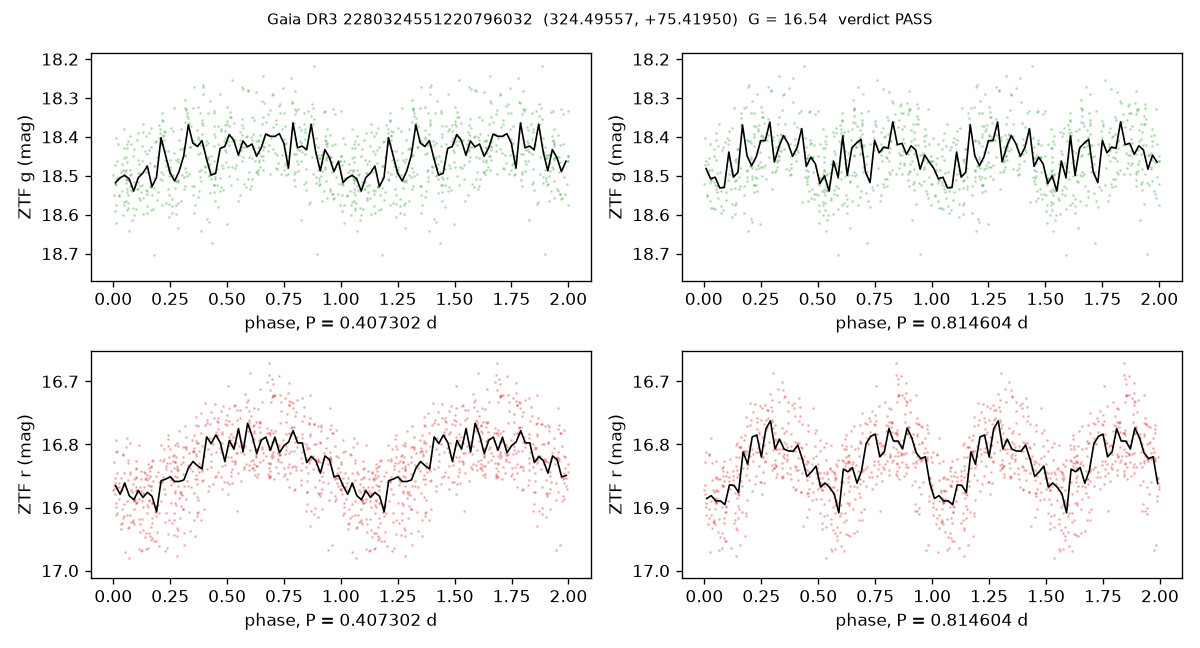 Gaia DR3 2280324551220796032 (324.49557, +75.41950) G = 16.54 verdict PASS
ZTF g (mag)
18.2
18.3
18.4
18.5
18.6
18.7
0.00 0.25 0.50 0.75 1.00 1.25 1.50 1.75 2.00
phase, P = 0.407302 d
ZTF g (mag)
18.2
18.3
18.4
18.5
18.6
18.7
0.00 0.25 0.50 0.75 1.00 1.25 1.50 1.75 2.00
phase, P = 0.814604 d
ZTF r (mag)
16.7
16.8
16.9
17.0
0.00 0.25 0.50 0.75 1.00 1.25 1.50 1.75 2.00
phase, P = 0.407302 d
ZTF r (mag)
16.7
16.8
16.9
17.0
0.00 0.25 0.50 0.75 1.00 1.25 1.50 1.75 2.00
phase, P = 0.814604 d